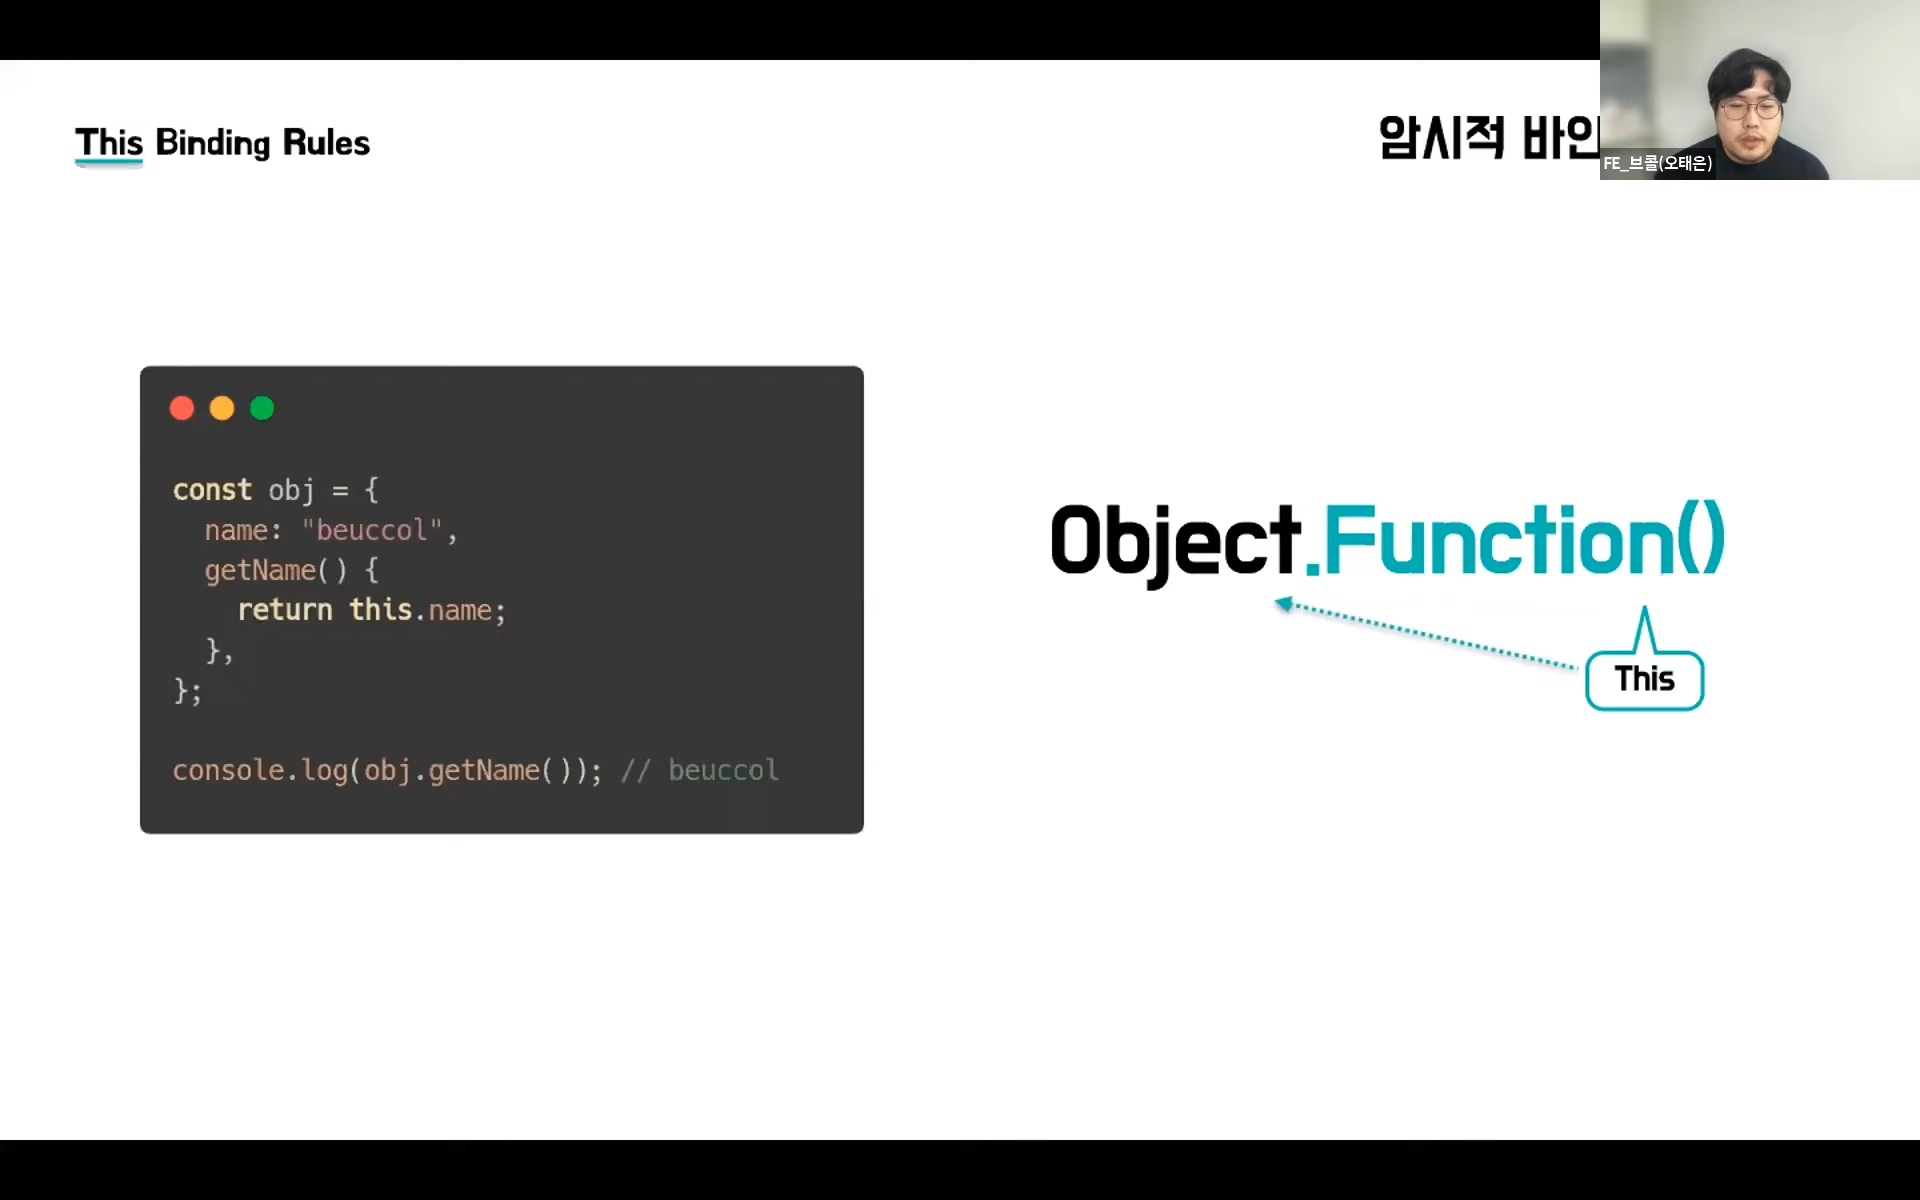 This Binding Rules
암시적 바인
FE_브콜(오태은)
const obj = {
  name: "beuccol",
  getName() {
    return this.name;
  },
};
console.log(obj.getName()); // beuccol
Object.Function()
This